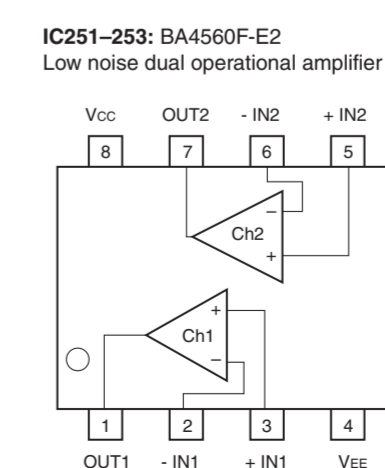 IC251–253: BA4560F-E2
Low noise dual operational amplifier
VCC OUT2 - IN2 + IN2
8 7 6 5
−
Ch2
+
+
Ch1
−
1 2 3 4
OUT1 - IN1 + IN1 VEE